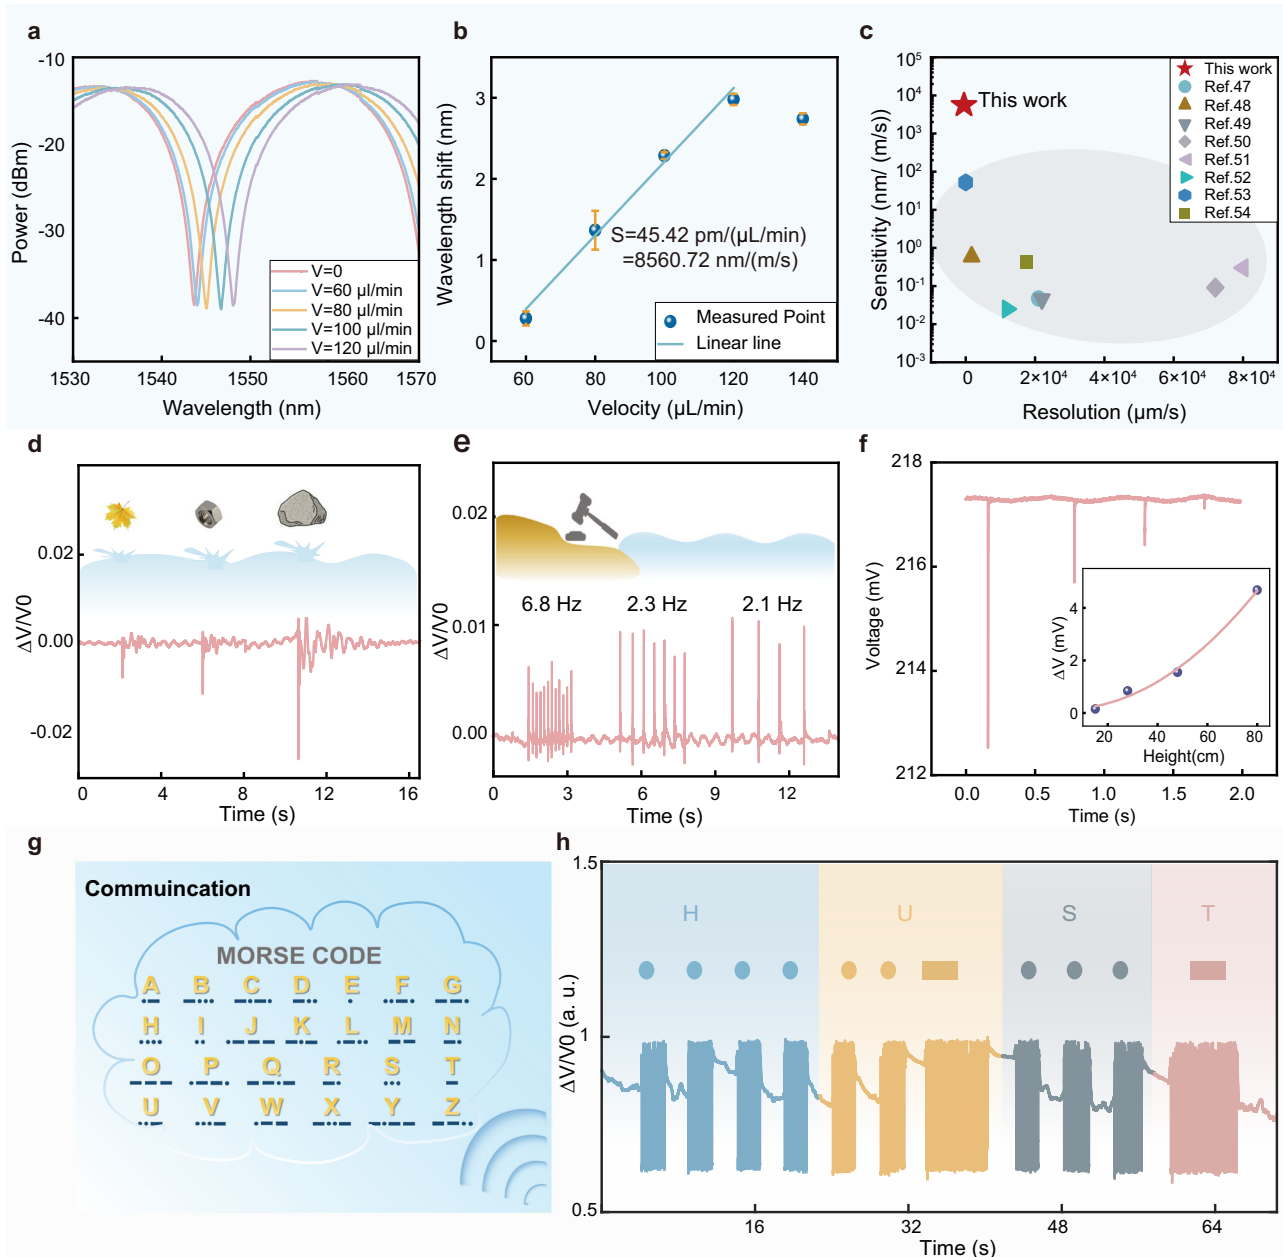 a
-10
-20
-30
-40
Power (dBm)
V=0
V=60 μl/min
V=80 μl/min
V=100 μl/min
V=120 μl/min
1530
1540
1550
1560
1570
Wavelength (nm)
b
3
2
1
0
Wavelength shift (nm)
S=45.42 pm/(μL/min)
=8560.72 nm/(m/s)
Measured Point
Linear line
60
80
100
120
140
Velocity (μL/min)
c
10⁵
10⁴
10³
10²
10¹
10⁰
10⁻¹
10⁻²
10⁻³
Sensitivity (nm/ (m/s))
This work
This work
Ref.47
Ref.48
Ref.49
Ref.50
Ref.51
Ref.52
Ref.53
Ref.54
0
2×10⁴
4×10⁴
6×10⁴
8×10⁴
Resolution (μm/s)
d
0.02
0.00
-0.02
ΔV/V0
0
4
8
12
16
Time (s)
e
0.02
0.01
0.00
ΔV/V0
6.8 Hz
2.3 Hz
2.1 Hz
0
3
6
9
12
Time (s)
f
218
216
214
212
Voltage (mV)
4
2
0
ΔV (mV)
20
40
60
80
Height(cm)
0.0
0.5
1.0
1.5
2.0
Time (s)
g
Commuincation
MORSE CODE
A B C D E F G
H I J K L M N
O P Q R S T
U V W X Y Z
h
1.5
1
0.5
ΔV/V0 (a. u.)
H
U
S
T
16
32
48
64
Time (s)